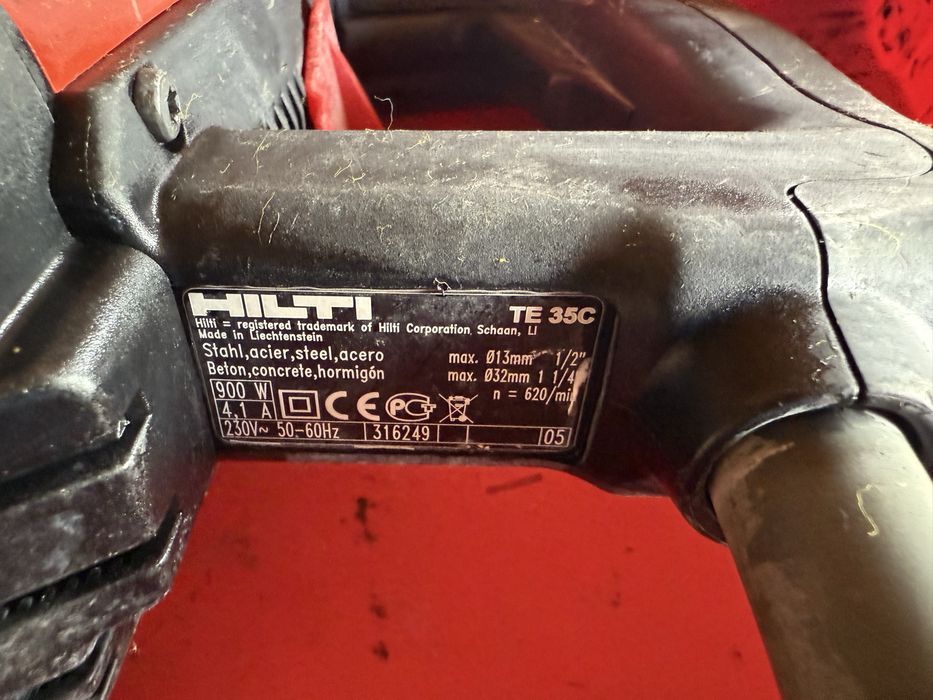 HILTI TE 35C
Hilti = registered trademark of Hilti Corporation, Schaan, LI
Made in Liechtenstein
Stahl,acier,steel,acero max. Ø13mm 1/2"
Beton,concrete,hormigón max. Ø32mm 1 1/4"
900 W n = 620/min
4,1 A CE
230V~ 50-60Hz 316249 05